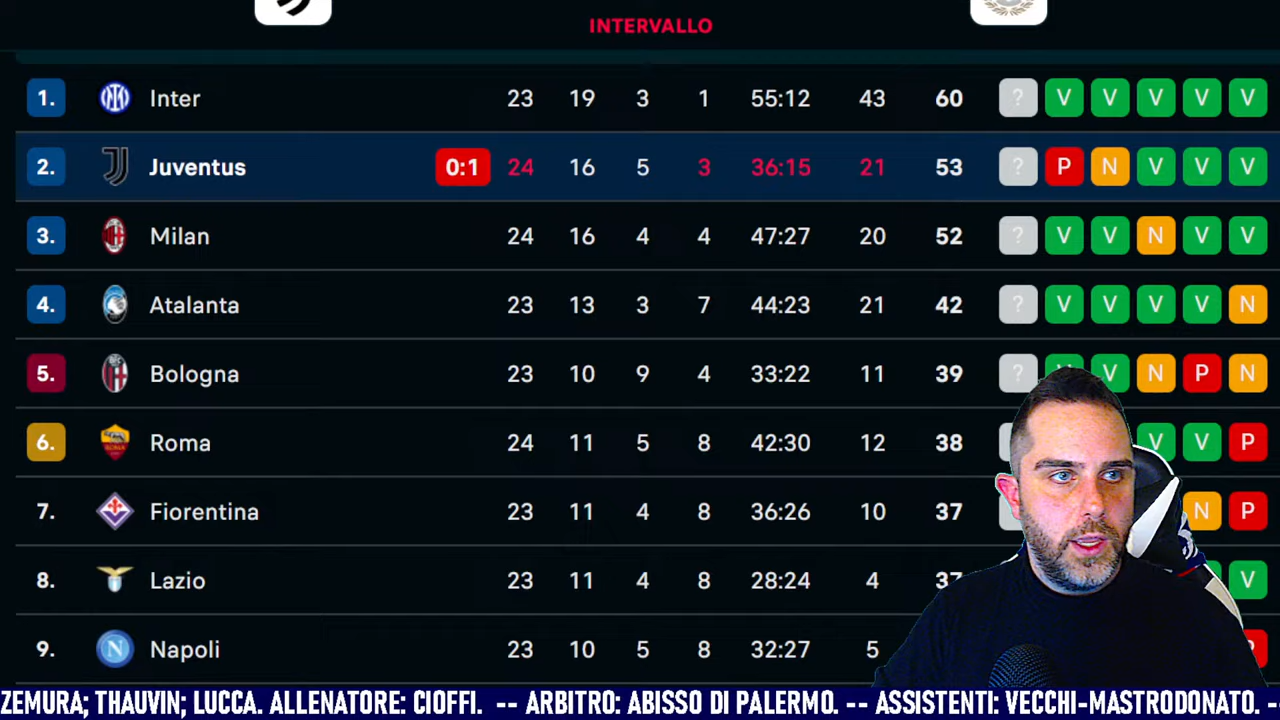 INTERVALLO
1. Inter 23 19 3 1 55:12 43 60 ? V V V V V
2. Juventus 0:1 24 16 5 3 36:15 21 53 ? P N V V V
3. Milan 24 16 4 4 47:27 20 52 ? V V N V V
4. Atalanta 23 13 3 7 44:23 21 42 ? V V V V N
5. Bologna 23 10 9 4 33:22 11 39 ? V V N P N
6. Roma 24 11 5 8 42:30 12 38 V V P
7. Fiorentina 23 11 4 8 36:26 10 37 N P
8. Lazio 23 11 4 8 28:24 4 37 V
9. Napoli 23 10 5 8 32:27 5
ZEMURA; THAUVIN; LUCCA. ALLENATORE: CIOFFI. -- ARBITRO: ABISSO DI PALERMO. -- ASSISTENTI: VECCHI-MASTRODONATO. -